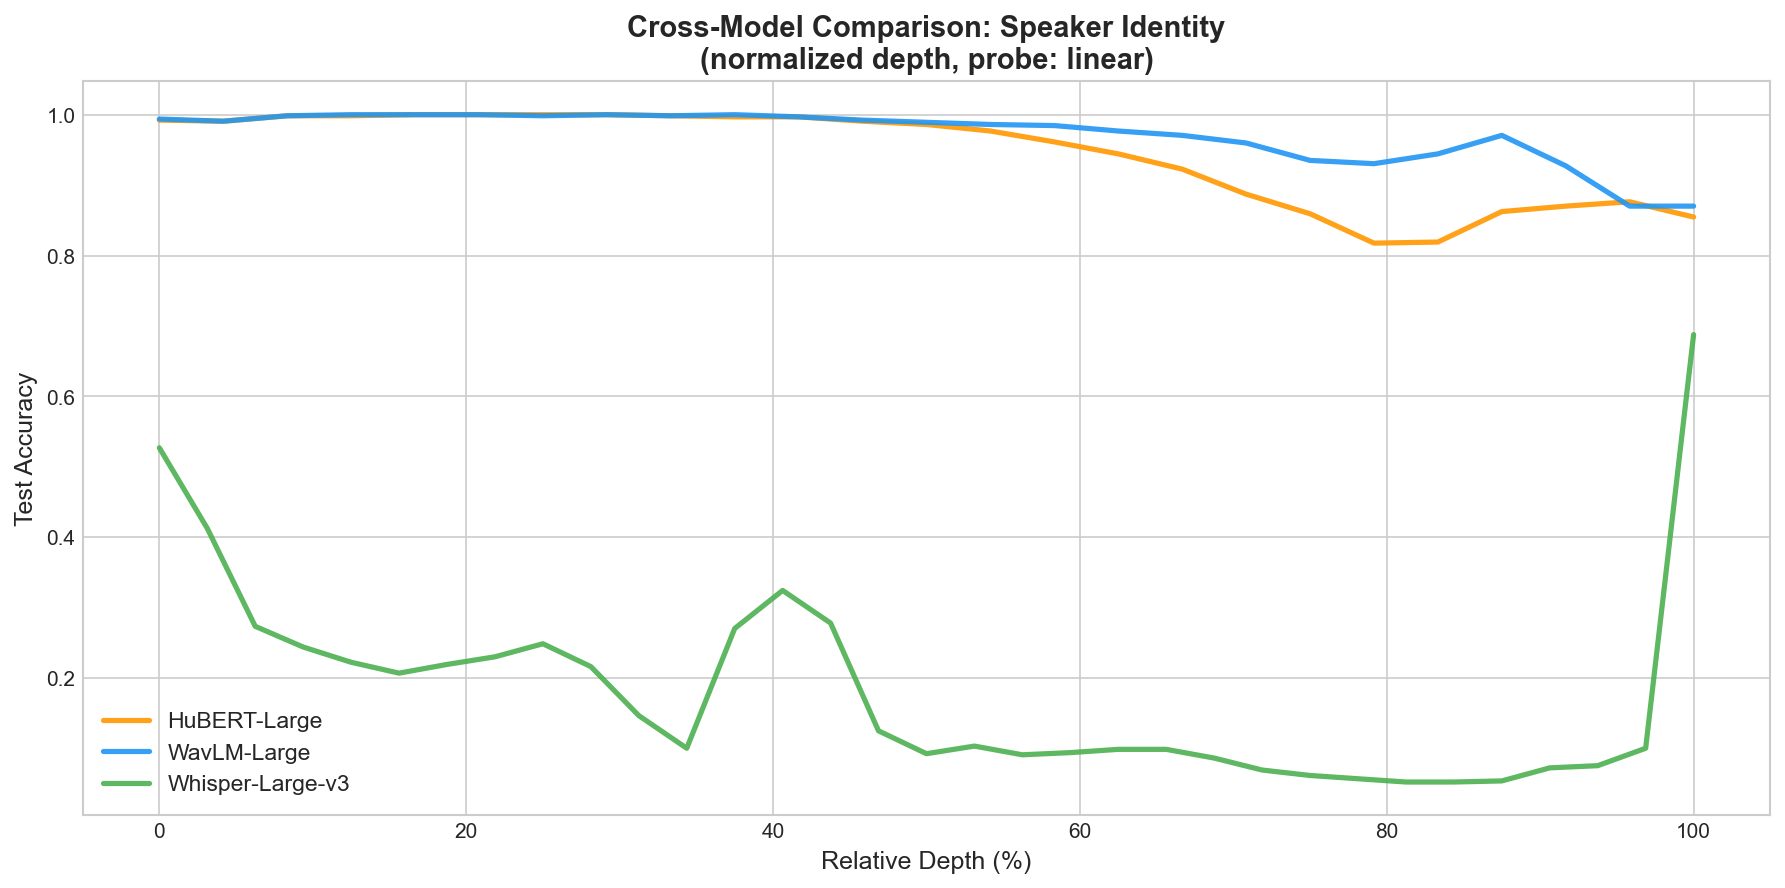 Cross-Model Comparison: Speaker Identity
(normalized depth, probe: linear)
Test Accuracy
1.0
0.8
0.6
0.4
0.2
HuBERT-Large
WavLM-Large
Whisper-Large-v3
0 20 40 60 80 100
Relative Depth (%)